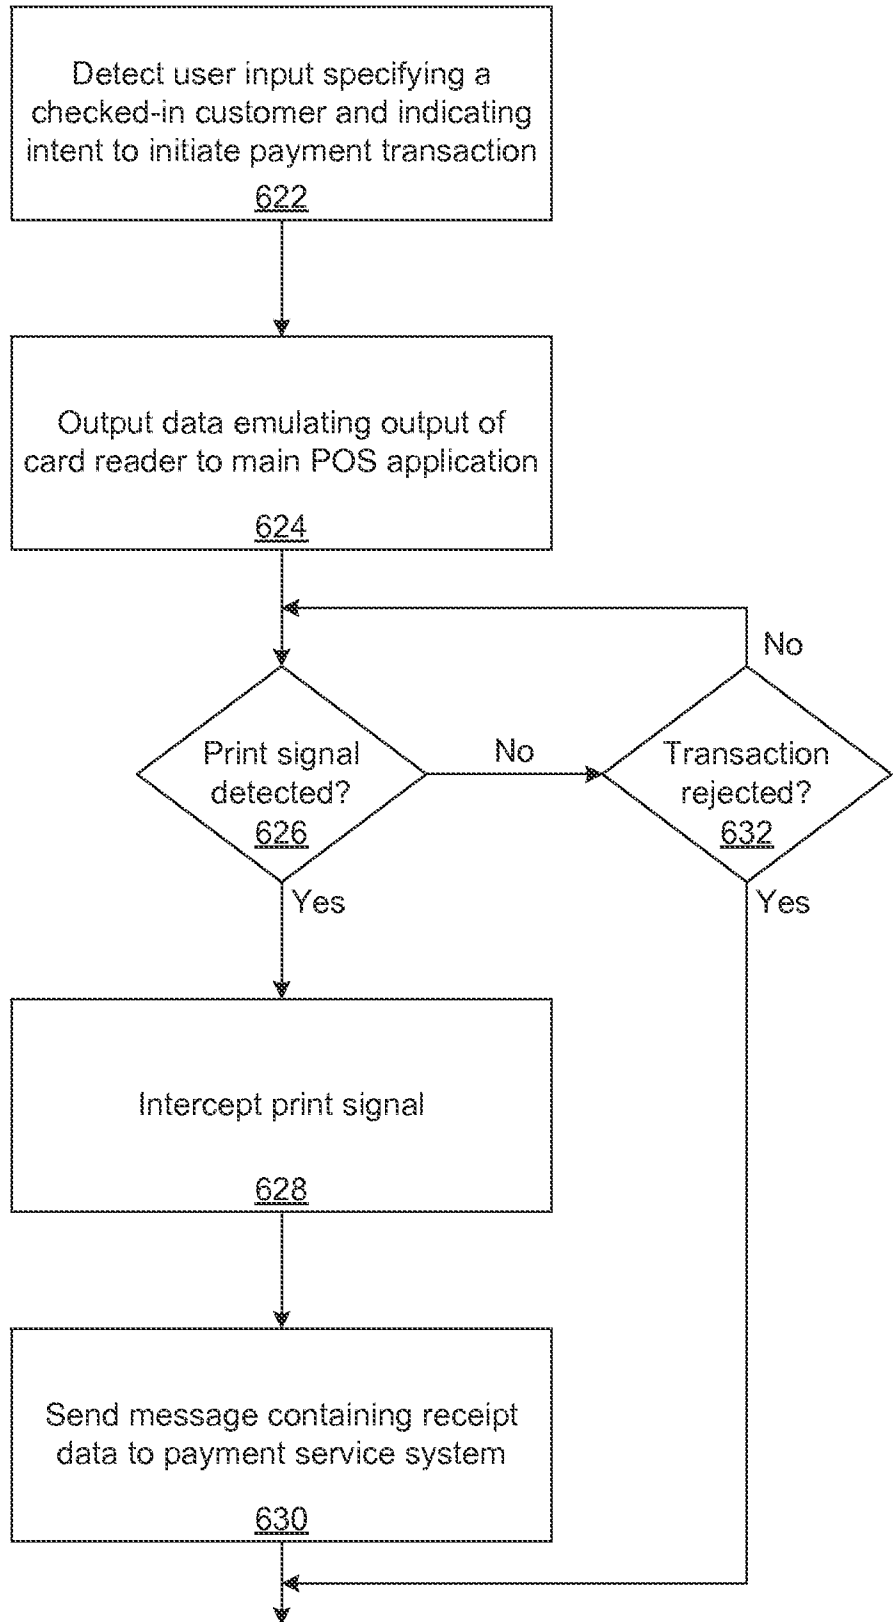 Detect user input specifying a
checked-in customer and indicating
intent to initiate payment transaction
622
Output data emulating output of
card reader to main POS application
624
No
Print signal
detected?
626
No
Transaction
rejected?
632
Yes
Yes
Intercept print signal
628
Send message containing receipt
data to payment service system
630